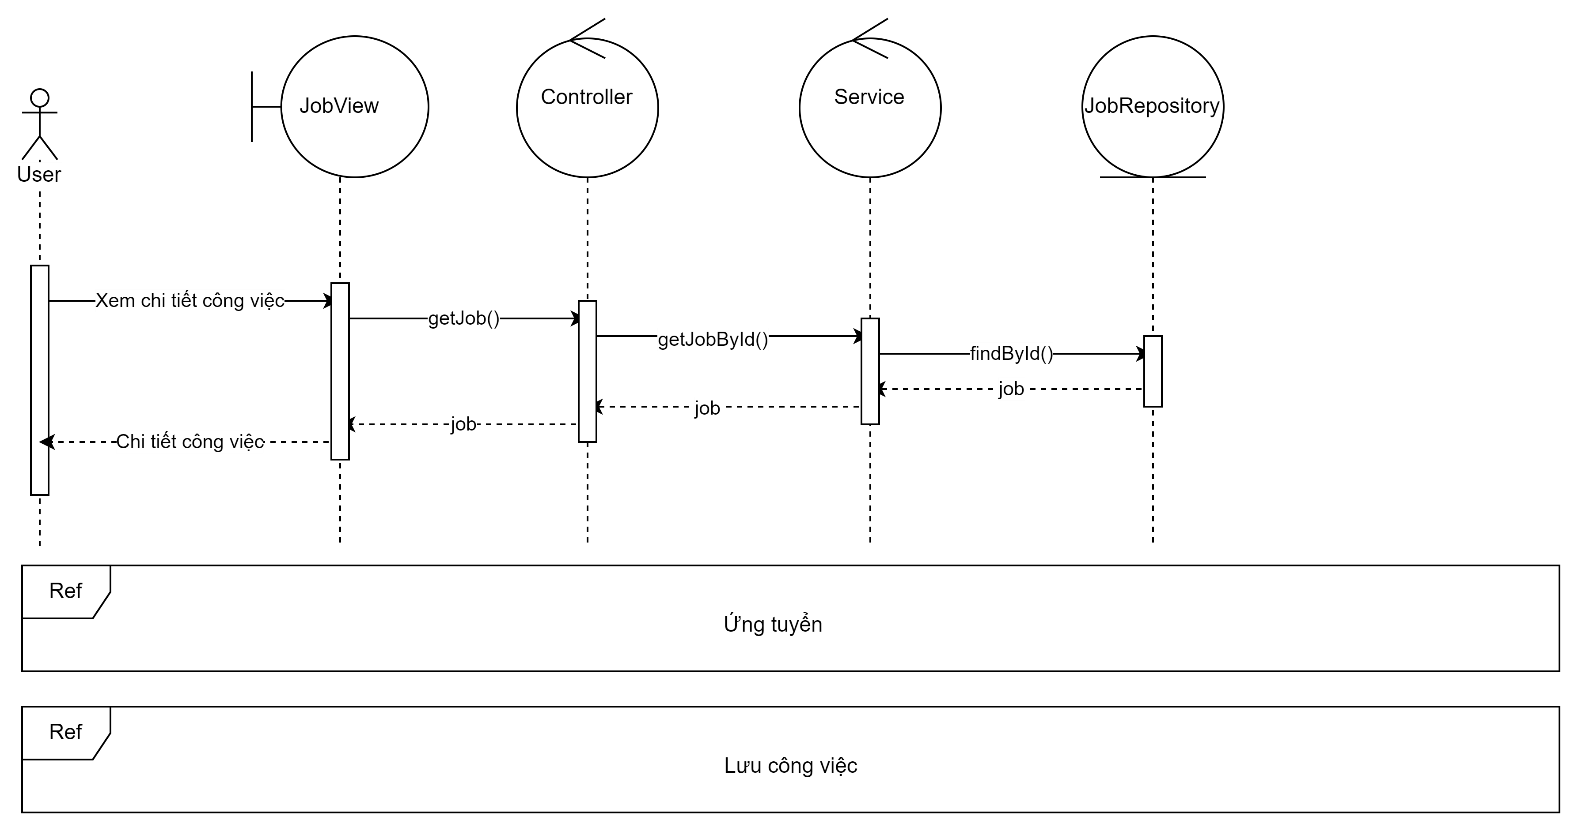 User
JobView
Controller
Service
JobRepository
Xem chi tiết công việc
getJob()
getJobById()
findById()
job
job
job
Chi tiết công việc
Ref
Ứng tuyển
Ref
Lưu công việc